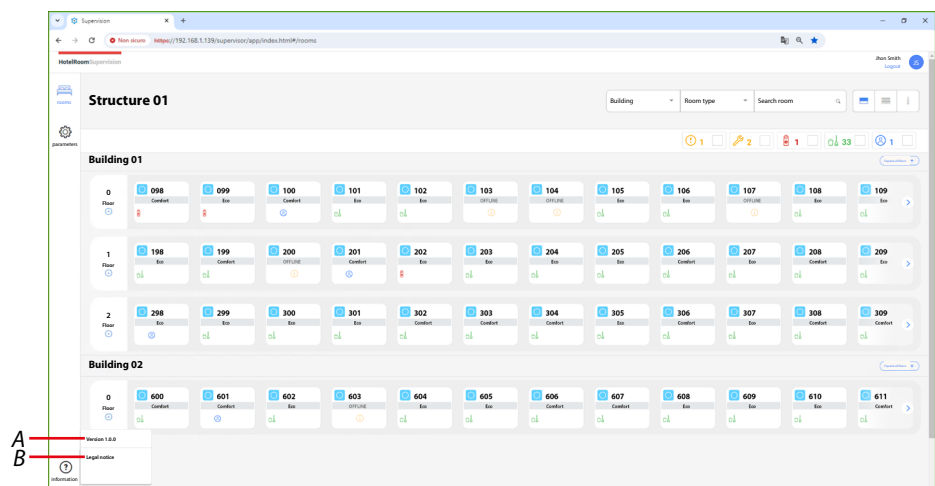 Supervision
Non sicuro https://192.168.1.139/supervisor/app/index.html#/rooms
HotelRoomSupervision
Jhon Smith
Logout
JS
rooms
Structure 01
Building
Room type
Search room
parameters
1 2 1 33 1
Building 01
0
Floor
098 099 100 101 102 103 104 105 106 107 108 109
Comfort Eco Comfort Eco Eco OFFLINE OFFLINE Eco Eco OFFLINE Eco Eco
1
Floor
198 199 200 201 202 203 204 205 206 207 208 209
Eco Comfort OFFLINE Comfort Eco Eco Eco Eco Comfort Eco Comfort Eco
2
Floor
298 299 300 301 302 303 304 305 306 307 308 309
Eco Eco Eco Eco Comfort Comfort Comfort Eco Comfort Eco Comfort Comfort
Building 02
0
Floor
600 601 602 603 604 605 606 607 608 609 610 611
Comfort Comfort Eco OFFLINE Eco Eco Comfort Comfort Eco Eco Eco Comfort
A
Version 1.0.0
B
Legal notice
information